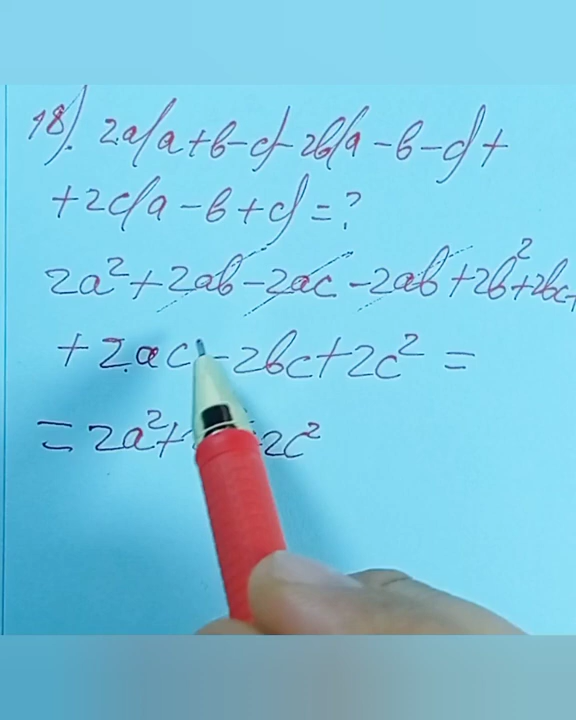 18). 2a(a+b-c)-2b(a-b-c)+
+2c(a-b+c)=?
2a²+2ab-2ac-2ab+2b²+2bc+
+2ac-2bc+2c²=
=2a²+ 2c²